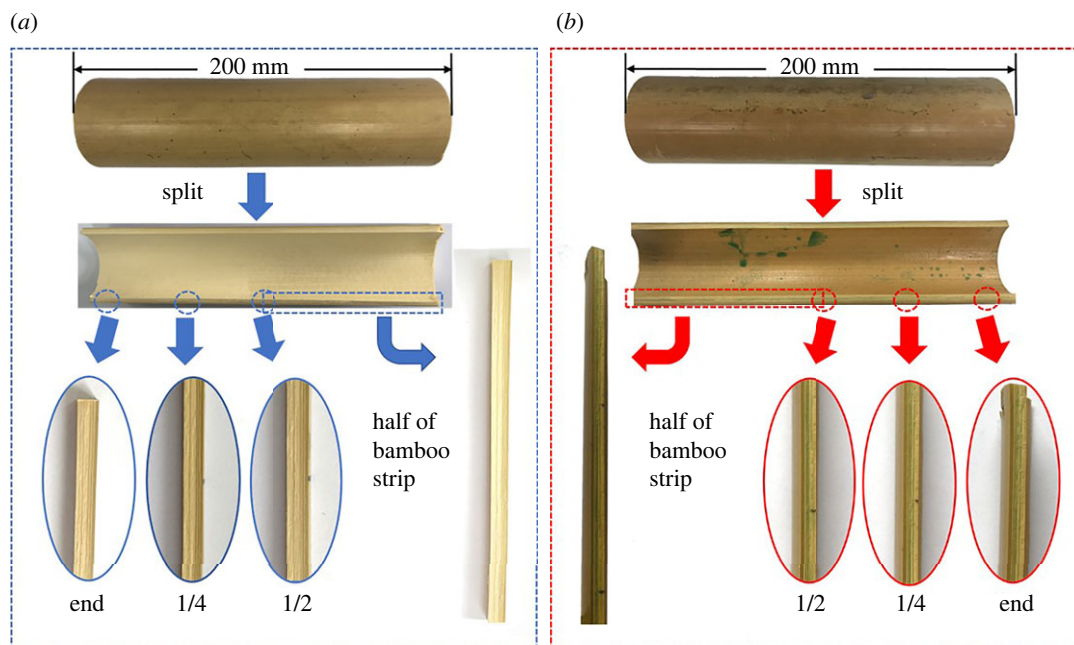 (a)
200 mm
split
half of
bamboo
strip
end
1/4
1/2
(b)
200 mm
split
half of
bamboo
strip
1/2
1/4
end